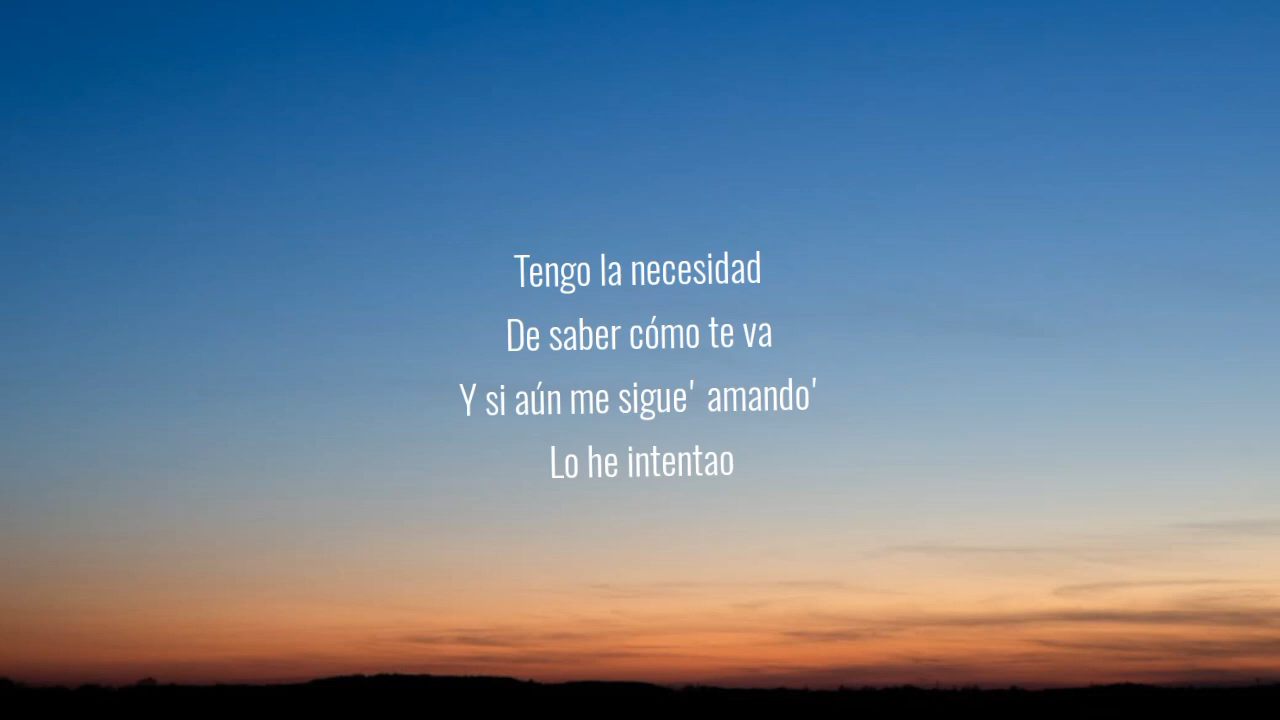 Tengo la necesidad
De saber cómo te va
Y si aún me sigue' amando'
Lo he intentao